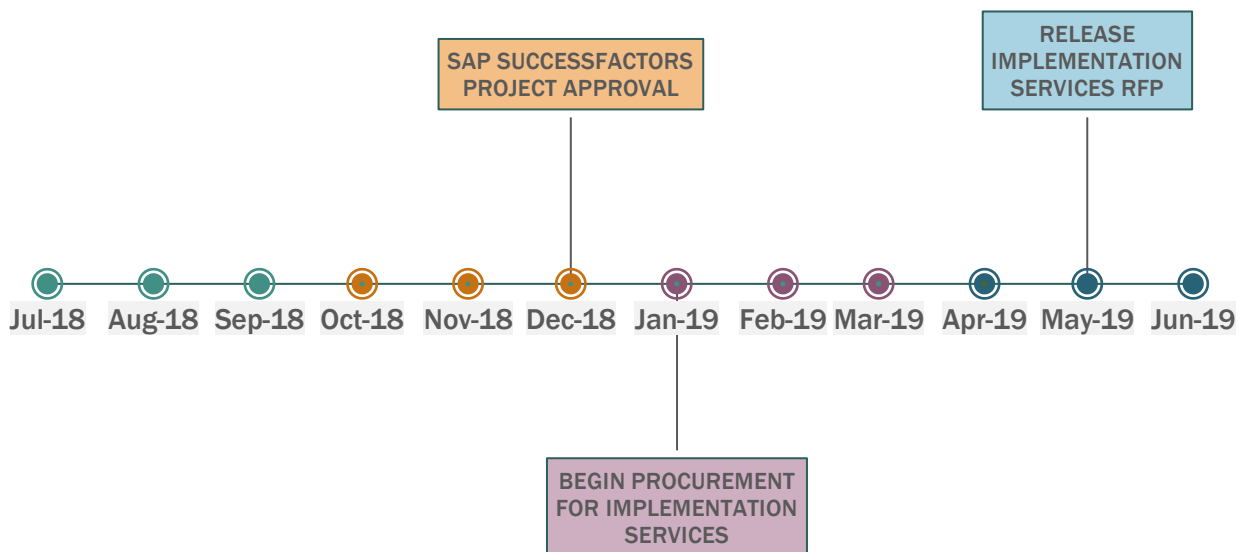 SAP SUCCESSFACTORS
PROJECT APPROVAL
RELEASE
IMPLEMENTATION
SERVICES RFP
Jul-18 Aug-18 Sep-18 Oct-18 Nov-18 Dec-18 Jan-19 Feb-19 Mar-19 Apr-19 May-19 Jun-19
BEGIN PROCUREMENT
FOR IMPLEMENTATION
SERVICES